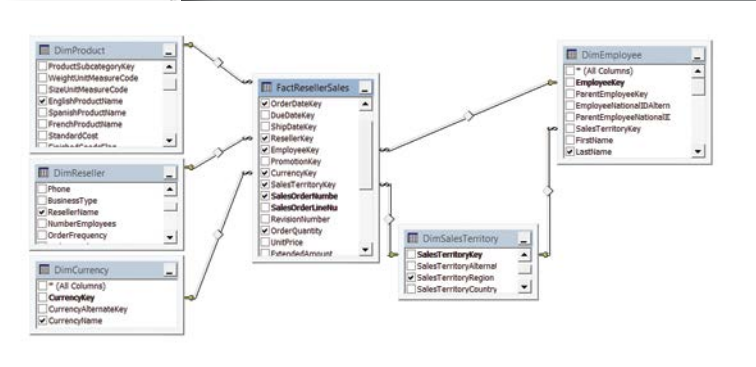 DimProduct
ProductSubcategoryKey
WeightUnitMeasureCode
SizeUnitMeasureCode
EnglishProductName
SpanishProductName
FrenchProductName
StandardCost
DimReseller
Phone
BusinessType
ResellerName
NumberEmployees
OrderFrequency
DimCurrency
* (All Columns)
CurrencyKey
CurrencyAlternateKey
CurrencyName
FactResellerSales
OrderDateKey
DueDateKey
ShipDateKey
ResellerKey
EmployeeKey
PromotionKey
CurrencyKey
SalesTerritoryKey
SalesOrderNumbe
SalesOrderLineNu
RevisionNumber
OrderQuantity
UnitPrice
ExtendedAmount
DimSalesTerritory
SalesTerritoryKey
SalesTerritoryAlternat
SalesTerritoryRegion
SalesTerritoryCountry
DimEmployee
* (All Columns)
EmployeeKey
ParentEmployeeKey
EmployeeNationalIDAltern
ParentEmployeeNationalIC
SalesTerritoryKey
FirstName
LastName